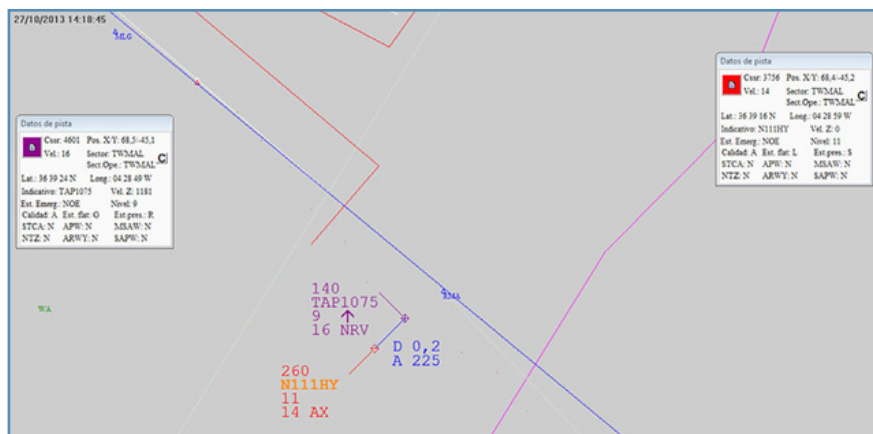 27/10/2013 14:18:45
MLG
Datos de pista
Cssr: 4601 Pos. X/Y: 68,5/-45,1
Vel.: 16 Sector: TWMAL
Sect.Ope.: TWMAL
C
Lat.: 36 39 24 N Long.: 04 28 49 W
Indicativo: TAP1075 Vel. Z: 1181
Est. Emerg.: NOE Nivel: 9
Calidad: A Est. flat: G Est.pres.: R
STCA: N APW: N MSAW: N
NTZ: N ARWY: N SAPW: N
Datos de pista
Cssr: 3756 Pos. X/Y: 68,4/-45,2
Vel.: 14 Sector: TWMAL
Sect.Ope.: TWMAL
C
Lat.: 36 39 16 N Long.: 04 28 59 W
Indicativo: N111HY Vel. Z: 0
Est. Emerg.: NOE Nivel: 11
Calidad: A Est. flat: L Est.pres.: S
STCA: N APW: N MSAW: N
NTZ: N ARWY: N SAPW: N
WA
140
TAP1075
9 ↑
16 NRV
D 0,2
A 225
260
N111HY
11
14 AX